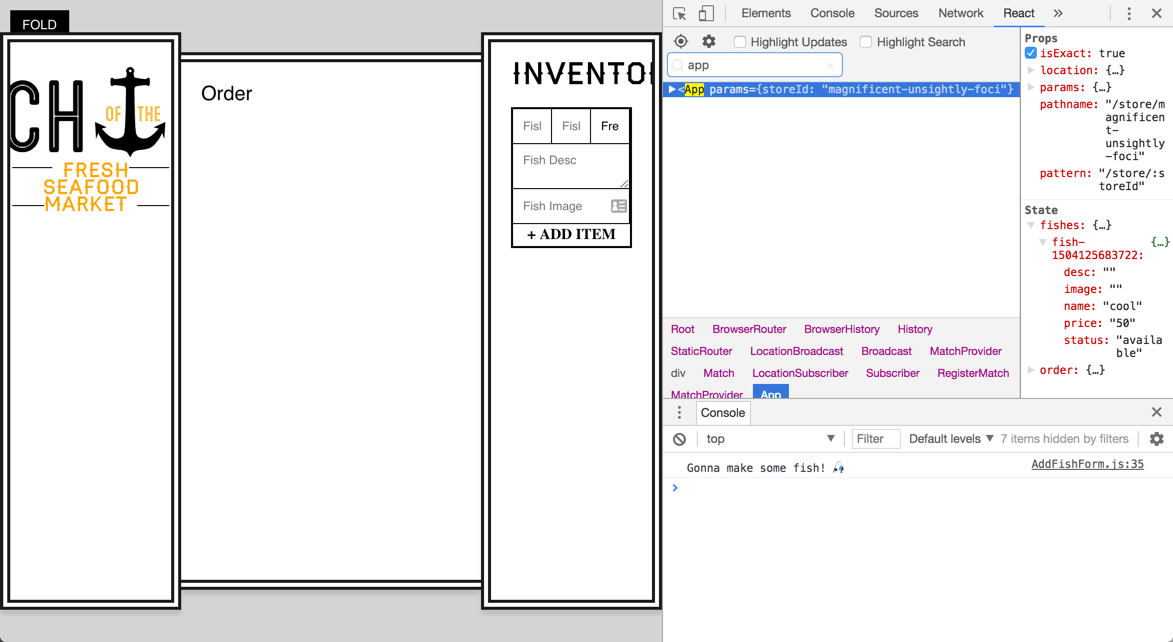 FOLD
CH OF THE
FRESH
SEAFOOD
MARKET
Order
INVENTO
Fisl Fisl Fre
Fish Desc
Fish Image
+ ADD ITEM
Elements Console Sources Network React »
Highlight Updates Highlight Search
app
<App params={storeId: "magnificent-unsightly-foci"}
Root BrowserRouter BrowserHistory History
StaticRouter LocationBroadcast Broadcast MatchProvider
div Match LocationSubscriber Subscriber RegisterMatch
MatchProvider App
Props
isExact: true
location: {…}
params: {…}
pathname: "/store/m
agnificen
t-
unsightly
-foci"
pattern: "/store/:s
toreId"
State
fishes: {…}
fish- {…}
1504125683722:
desc: ""
image: ""
name: "cool"
price: "50"
status: "availa
ble"
order: {…}
Console
top Filter Default levels 7 items hidden by filters
Gonna make some fish! 🎣 AddFishForm.js:35